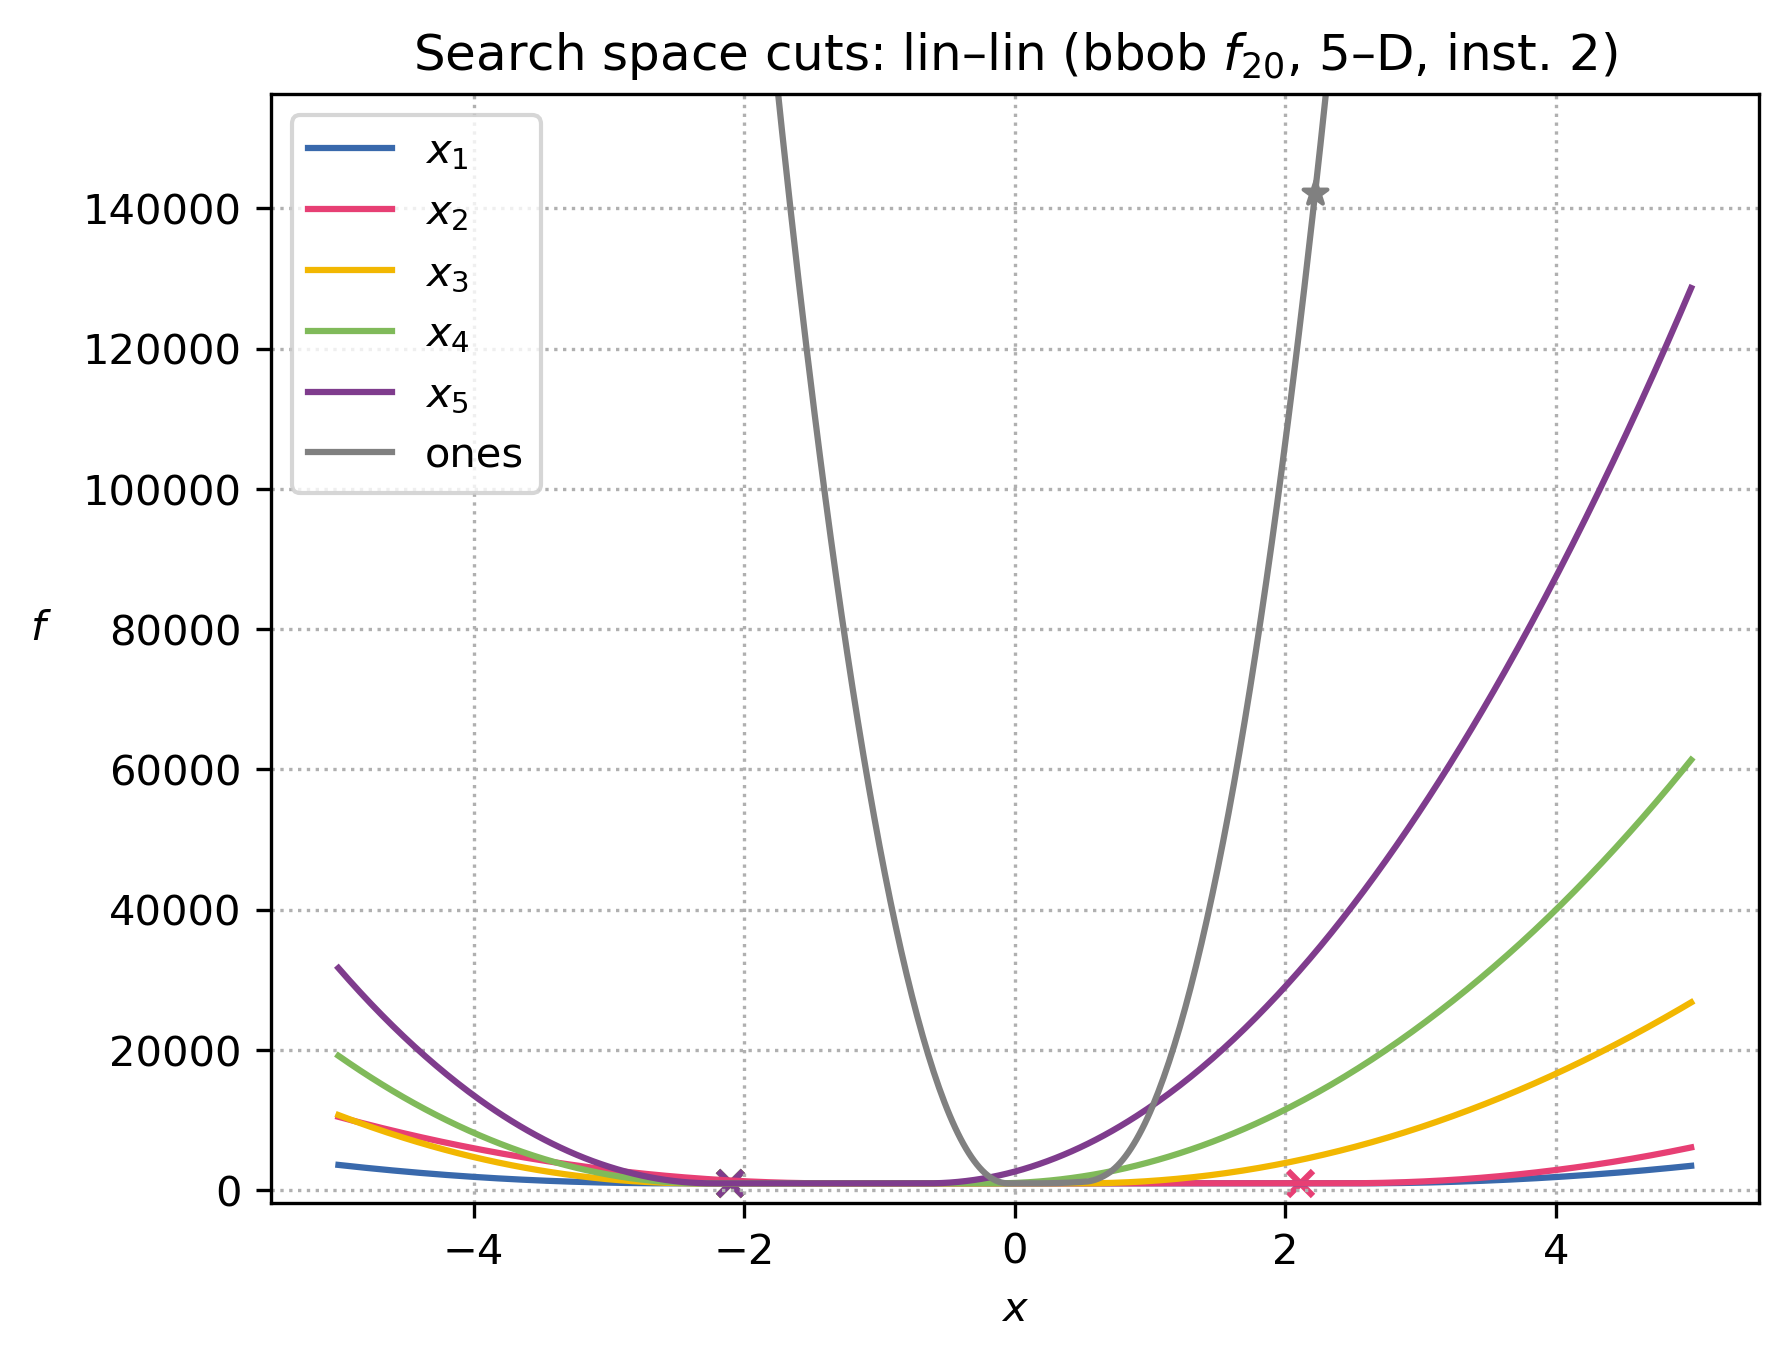 Search space cuts: lin–lin (bbob f₂₀, 5–D, inst. 2)
x₁
x₂
x₃
x₄
x₅
ones
140000
120000
100000
80000
60000
40000
20000
0
f
−4 −2 0 2 4
x